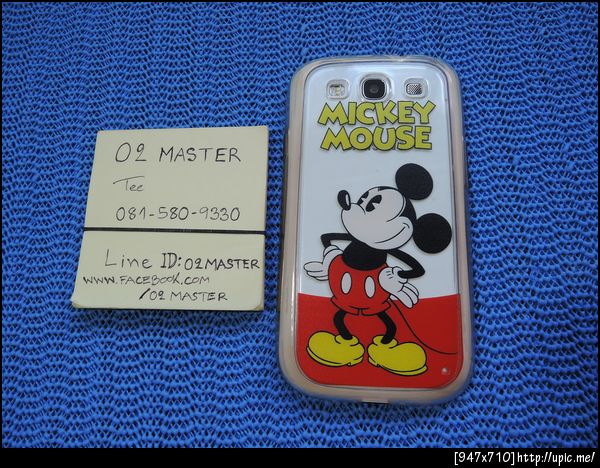 O2 MASTER
Tee
081-580-9330
Line ID: O2MASTER
WWW.FACEBOOK.COM
/O2 MASTER
MICKEY
MOUSE
[947x710]http://upic.me/